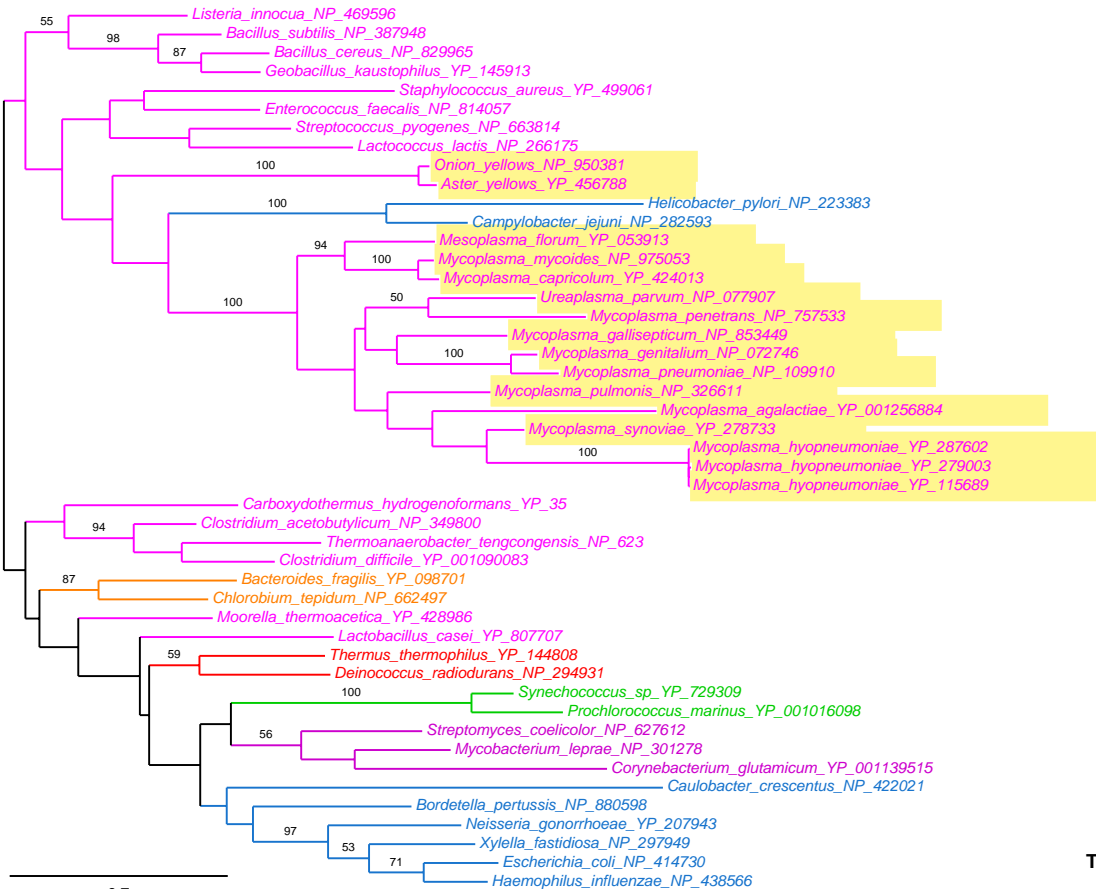 55
Listeria_innocua_NP_469596
98
Bacillus_subtilis_NP_387948
87
Bacillus_cereus_NP_829965
Geobacillus_kaustophilus_YP_145913
Staphylococcus_aureus_YP_499061
Enterococcus_faecalis_NP_814057
Streptococcus_pyogenes_NP_663814
Lactococcus_lactis_NP_266175
100
Onion_yellows_NP_950381
Aster_yellows_YP_456788
100
Helicobacter_pylori_NP_223383
Campylobacter_jejuni_NP_282593
94
Mesoplasma_florum_YP_053913
100
Mycoplasma_mycoides_NP_975053
Mycoplasma_capricolum_YP_424013
100
50
Ureaplasma_parvum_NP_077907
Mycoplasma_penetrans_NP_757533
Mycoplasma_gallisepticum_NP_853449
100
Mycoplasma_genitalium_NP_072746
Mycoplasma_pneumoniae_NP_109910
Mycoplasma_pulmonis_NP_326611
Mycoplasma_agalactiae_YP_001256884
Mycoplasma_synoviae_YP_278733
100
Mycoplasma_hyopneumoniae_YP_287602
Mycoplasma_hyopneumoniae_YP_279003
Mycoplasma_hyopneumoniae_YP_115689
Carboxydothermus_hydrogenoformans_YP_35
94
Clostridium_acetobutylicum_NP_349800
Thermoanaerobacter_tengcongensis_NP_623
Clostridium_difficile_YP_001090083
87
Bacteroides_fragilis_YP_098701
Chlorobium_tepidum_NP_662497
Moorella_thermoacetica_YP_428986
Lactobacillus_casei_YP_807707
59
Thermus_thermophilus_YP_144808
Deinococcus_radiodurans_NP_294931
100
Synechococcus_sp_YP_729309
Prochlorococcus_marinus_YP_001016098
56
Streptomyces_coelicolor_NP_627612
Mycobacterium_leprae_NP_301278
Corynebacterium_glutamicum_YP_001139515
Caulobacter_crescentus_NP_422021
Bordetella_pertussis_NP_880598
97
Neisseria_gonorrhoeae_YP_207943
53
Xylella_fastidiosa_NP_297949
71
Escherichia_coli_NP_414730
Haemophilus_influenzae_NP_438566
T